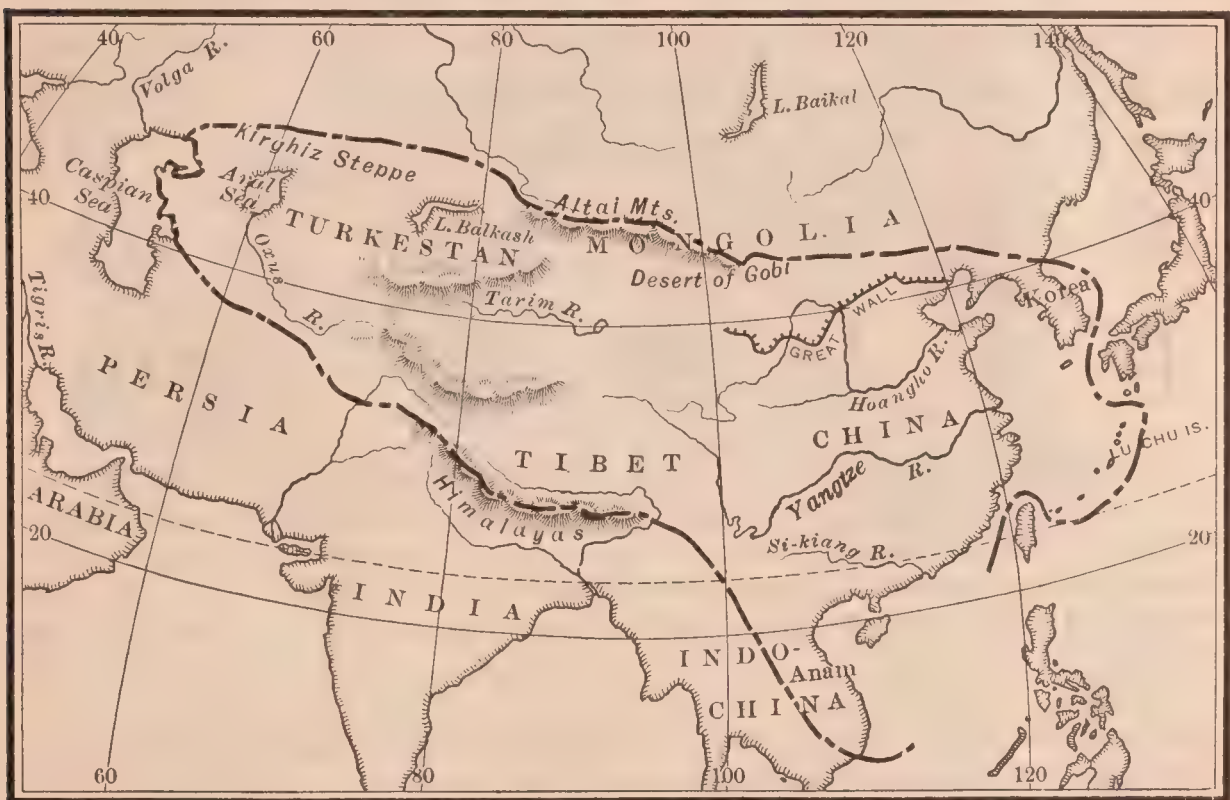 40
60
80
100
120
140
Volga R.
L. Baikal
Kirghiz Steppe
Caspian
Sea
Aral
Sea
40
40
Altai Mts.
TURKESTAN
L. Balkash
MONGOL.IA
Desert of Gobi
Oxus
R.
Tarim R.
Korea
GREAT WALL
Tigris R.
PERSIA
Hoangho R.
CHINA
LU CHU IS.
TIBET
Yangtze R.
Himalayas
ARABIA
20
Si-kiang R.
20
INDIA
INDO-
Anam
CHINA
60
80
100
120